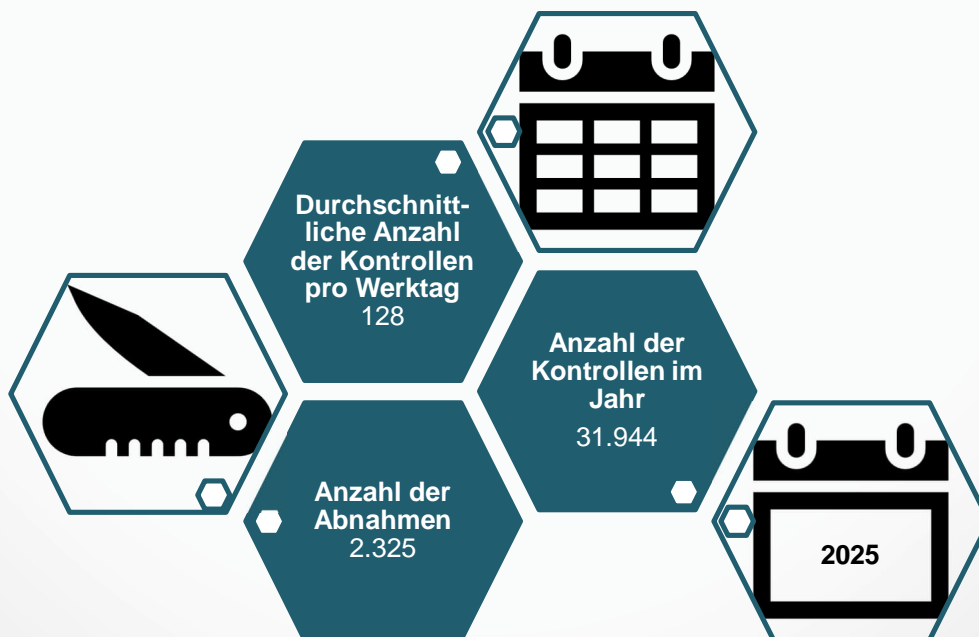 Durchschnitt-
liche Anzahl
der Kontrollen
pro Werktag
128
Anzahl der
Kontrollen im
Jahr
31.944
Anzahl der
Abnahmen
2.325
2025